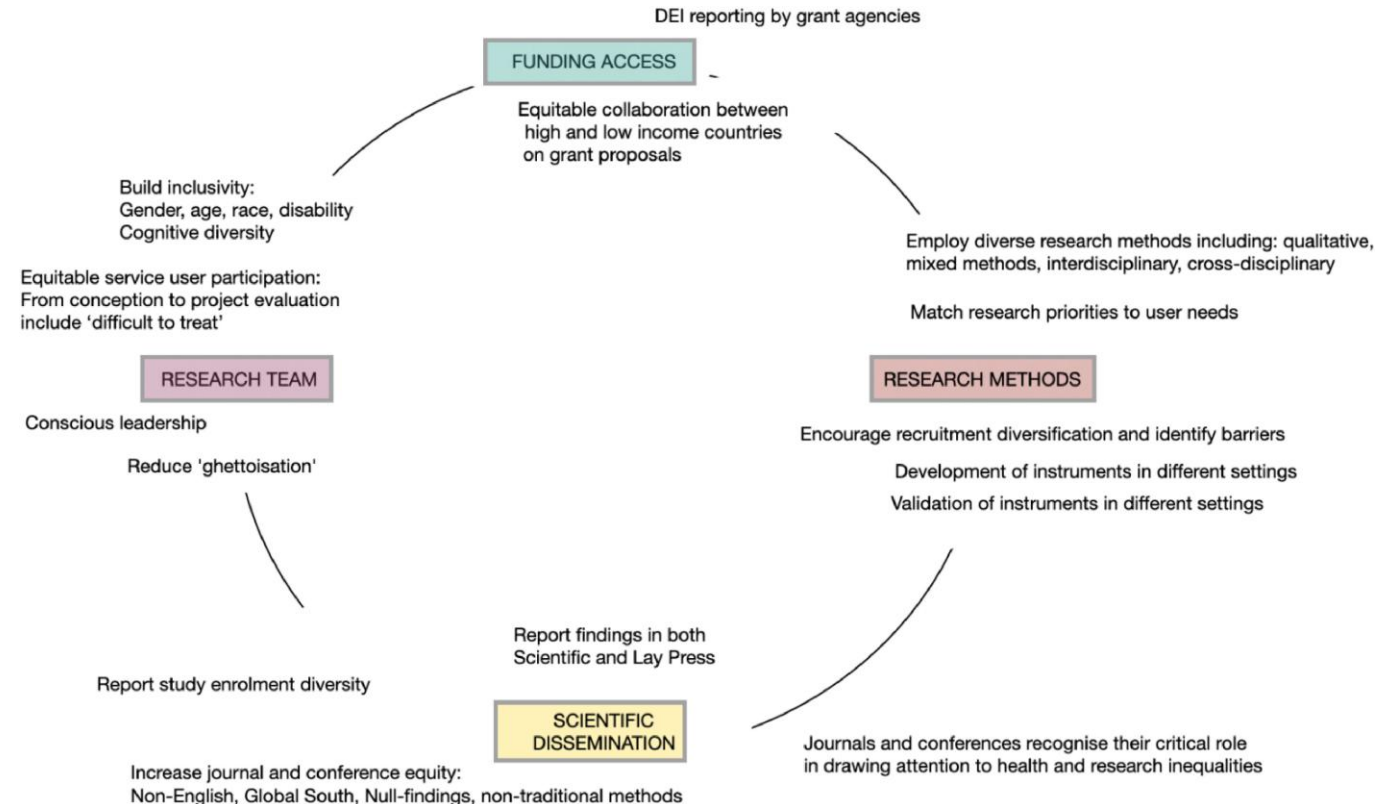 DEI reporting by grant agencies
FUNDING ACCESS
Equitable collaboration between
high and low income countries
on grant proposals
Build inclusivity:
Gender, age, race, disability
Cognitive diversity
Equitable service user participation:
From conception to project evaluation
include ‘difficult to treat’
RESEARCH TEAM
Conscious leadership
Reduce 'ghettoisation'
Employ diverse research methods including: qualitative,
mixed methods, interdisciplinary, cross-disciplinary
Match research priorities to user needs
RESEARCH METHODS
Encourage recruitment diversification and identify barriers
Development of instruments in different settings
Validation of instruments in different settings
Report findings in both
Scientific and Lay Press
Report study enrolment diversity
SCIENTIFIC
DISSEMINATION
Journals and conferences recognise their critical role
in drawing attention to health and research inequalities
Increase journal and conference equity:
Non-English, Global South, Null-findings, non-traditional methods